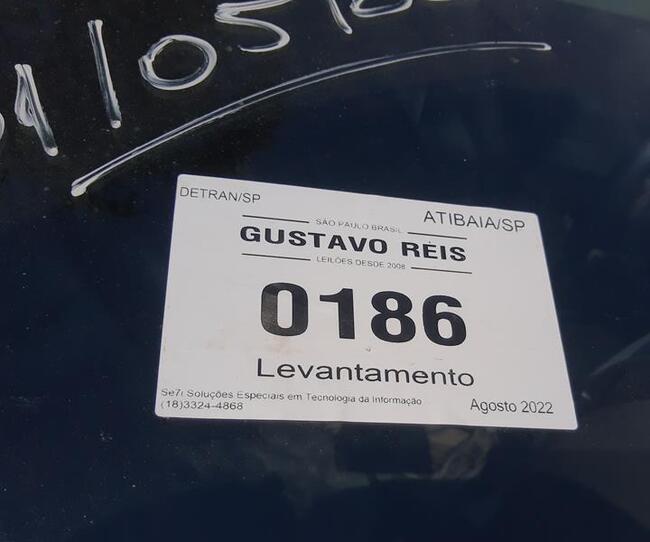 DETRAN/SP
ATIBAIA/SP
SÃO PAULO BRASIL
GUSTAVO REIS
LEILÕES DESDE 2008
0186
Levantamento
Se7i Soluções Especiais em Tecnologia da Informação
(18)3324-4868
Agosto 2022